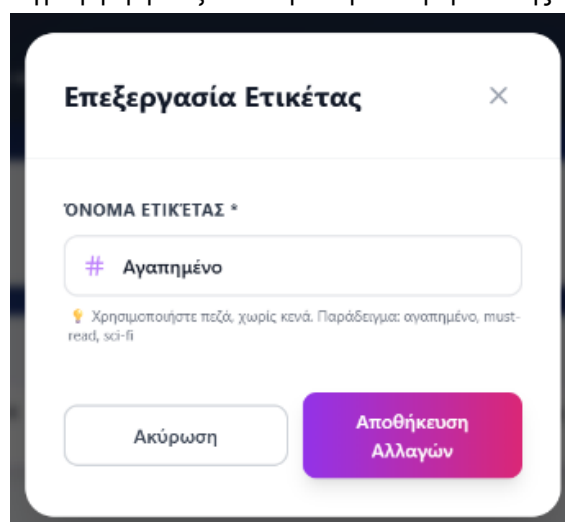 Επεξεργασία Ετικέτας
ΌΝΟΜΑ ΕΤΙΚΈΤΑΣ *
# Αγαπημένο
💡 Χρησιμοποιήστε πεζά, χωρίς κενά. Παράδειγμα: αγαπημένο, must-
read, sci-fi
Ακύρωση
Αποθήκευση
Αλλαγών